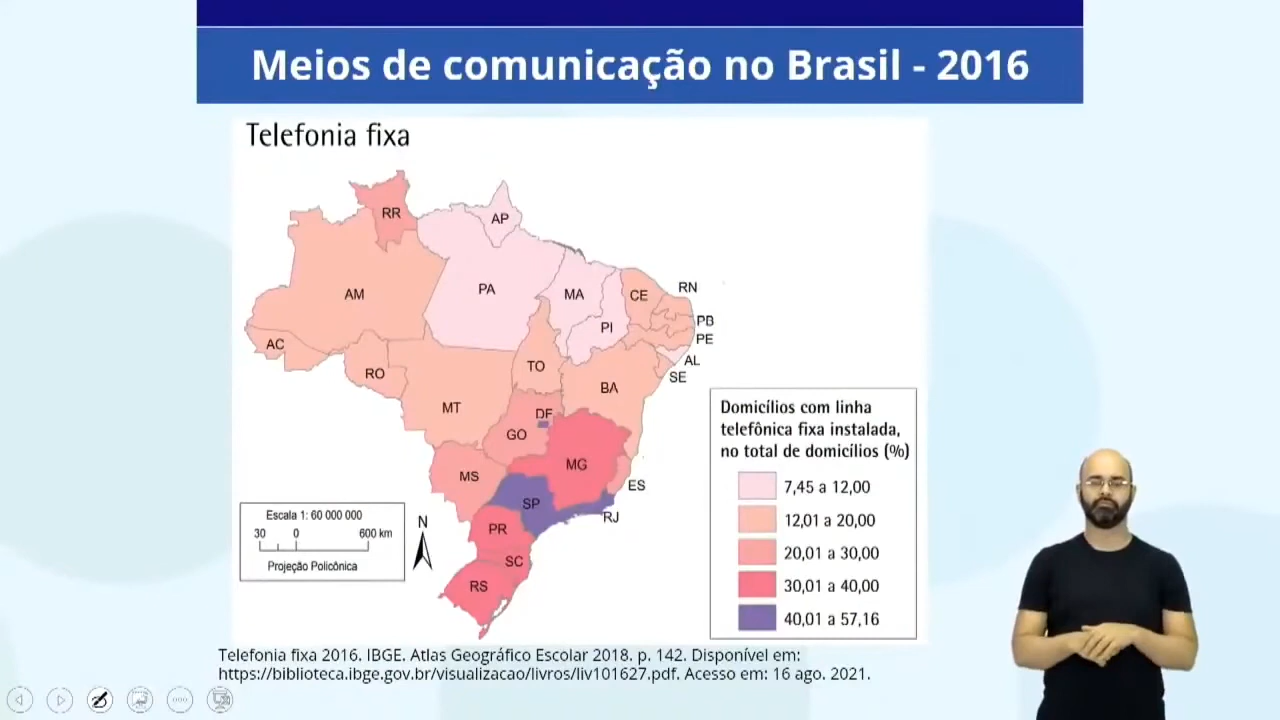 Meios de comunicação no Brasil - 2016
Telefonia fixa
RR
AP
AM
PA
MA
CE
RN
PI
PB
PE
AC
AL
RO
TO
SE
BA
MT
DF
GO
MG
MS
ES
SP
RJ
PR
SC
RS
Domicílios com linha
telefônica fixa instalada,
no total de domicílios (%)
7,45 a 12,00
12,01 a 20,00
20,01 a 30,00
30,01 a 40,00
40,01 a 57,16
Escala 1: 60 000 000
30 0 600 km
Projeção Policônica
N
Telefonia fixa 2016. IBGE. Atlas Geográfico Escolar 2018. p. 142. Disponível em:
https://biblioteca.ibge.gov.br/visualizacao/livros/liv101627.pdf. Acesso em: 16 ago. 2021.